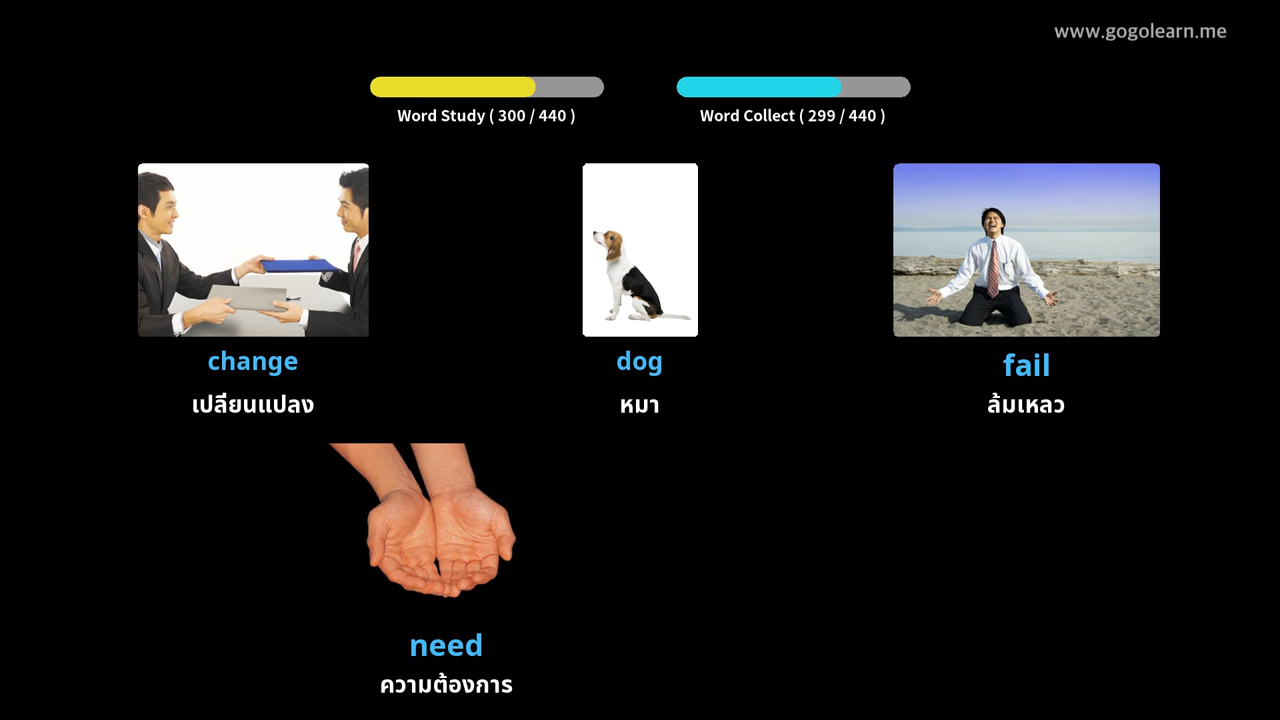 www.gogolearn.me
Word Study ( 300 / 440 )
Word Collect ( 299 / 440 )
change
dog
fail
เปลี่ยนแปลง
หมา
ล้มเหลว
need
ความต้องการ